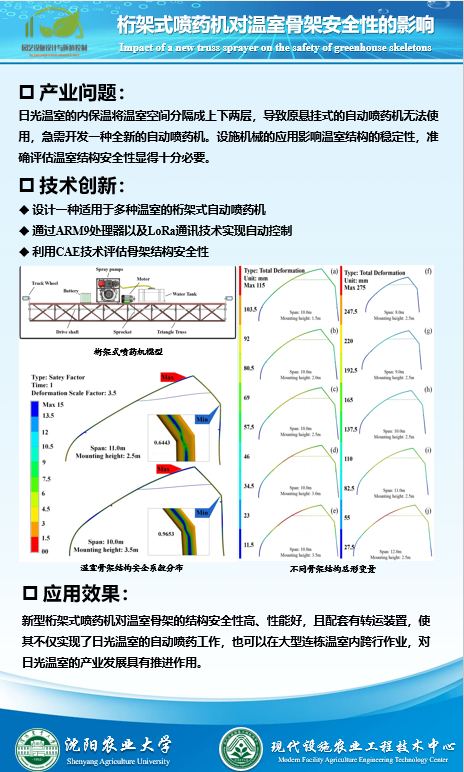 桁架式喷药机对温室骨架安全性的影响
园艺设施设计与环境控制
Impact of a new truss sprayer on the safety of greenhouse skeletons
产业问题：
日光温室的内保温将温室空间分隔成上下两层，导致原悬挂式的自动喷药机无法使
用，急需开发一种全新的自动喷药机。设施机械的应用影响温室结构的稳定性，准
确评估温室结构安全性显得十分必要。
技术创新：
◆ 设计一种适用于多种温室的桁架式自动喷药机
◆ 通过ARM9处理器以及LoRa通讯技术实现自动控制
◆ 利用CAE技术评估骨架结构安全性
Spray pumps
Motor
Track Wheel
Battery
Water Tank
Drive shaft
Sprocket
Triangle Truss
桁架式喷药机模型
Type: Satey Factor
Time: 1
Deformation Scale Factor: 3.5
Max 15
13.5
12
10.5
9
7.5
6
4.5
3
1.5
00
Max
Min
0.6443
Span: 11.0m
Mounting height: 2.5m
Max
Min
0.9653
Span: 10.0m
Mounting height: 3.5m
温室骨架结构安全系数分布
Type: Total Deformation
Unit: mm
Max 115
103.5
92
80.5
69
57.5
46
34.5
23
11.5
(a)
Span: 10.0m
Mounting height: 1.5m
(b)
Span: 10.0m
Mounting height: 2.0m
(c)
Span: 10.0m
Mounting height: 2.5m
(d)
Span: 10.0m
Mounting height: 3.0m
(e)
Span: 10.0m
Mounting height: 3.5m
Type: Total Deformation
Unit: mm
Max 275
247.5
220
192.5
165
137.5
110
82.5
55
27.5
(f)
Span: 8.0m
Mounting height: 2.5m
(g)
Span: 9.0m
Mounting height: 2.5m
(h)
Span: 10.0m
Mounting height: 2.5m
(i)
Span: 11.0m
Mounting height: 2.5m
(j)
Span: 12.0m
Mounting height: 2.5m
不同骨架结构总形变量
应用效果：
新型桁架式喷药机对温室骨架的结构安全性高、性能好，且配套有转运装置，使
其不仅实现了日光温室的自动喷药工作，也可以在大型连栋温室内跨行作业，对
日光温室的产业发展具有推进作用。
沈阳农业大学
Shenyang Agriculture University
现代设施农业工程技术中心
Modern Facility Agriculture Engineering Technology Center